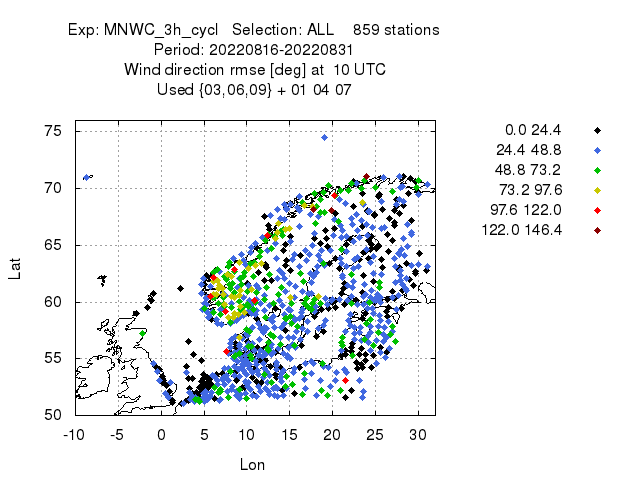 Exp: MNWC_3h_cycl   Selection: ALL    859 stations
Period: 20220816-20220831
Wind direction rmse [deg] at  10 UTC
Used {03,06,09} + 01 04 07
0.0 24.4
24.4 48.8
48.8 73.2
73.2 97.6
97.6 122.0
122.0 146.4
75
70
65
60
55
50
Lat
-10 -5 0 5 10 15 20 25 30
Lon